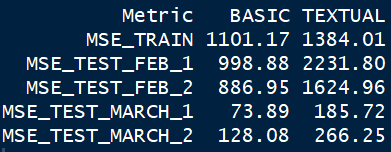 Metric BASIC TEXTUAL
MSE_TRAIN 1101.17 1384.01
MSE_TEST_FEB_1 998.88 2231.80
MSE_TEST_FEB_2 886.95 1624.96
MSE_TEST_MARCH_1 73.89 185.72
MSE_TEST_MARCH_2 128.08 266.25